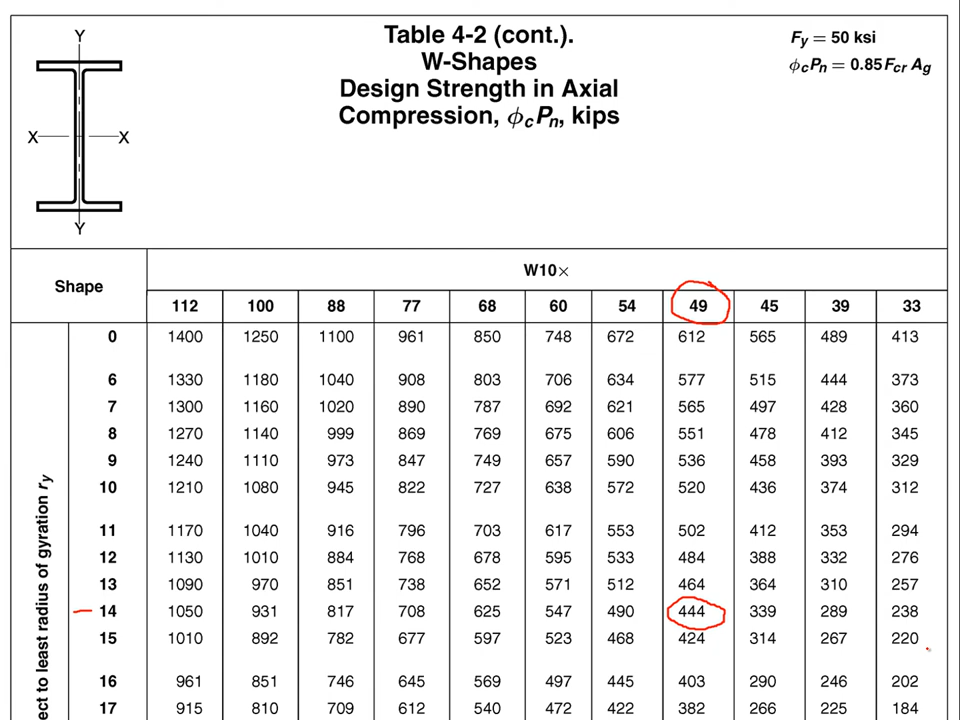 Y
X X
Y
Table 4-2 (cont.).
W-Shapes
Design Strength in Axial
Compression, ϕcPn, kips
Fy = 50 ksi
ϕcPn = 0.85Fcr Ag
Shape
W10×
112 100 88 77 68 60 54 49 45 39 33
ect to least radius of gyration ry
0 1400 1250 1100 961 850 748 672 612 565 489 413
6 1330 1180 1040 908 803 706 634 577 515 444 373
7 1300 1160 1020 890 787 692 621 565 497 428 360
8 1270 1140 999 869 769 675 606 551 478 412 345
9 1240 1110 973 847 749 657 590 536 458 393 329
10 1210 1080 945 822 727 638 572 520 436 374 312
11 1170 1040 916 796 703 617 553 502 412 353 294
12 1130 1010 884 768 678 595 533 484 388 332 276
13 1090 970 851 738 652 571 512 464 364 310 257
14 1050 931 817 708 625 547 490 444 339 289 238
15 1010 892 782 677 597 523 468 424 314 267 220
16 961 851 746 645 569 497 445 403 290 246 202
17 915 810 709 612 540 472 422 382 266 225 184